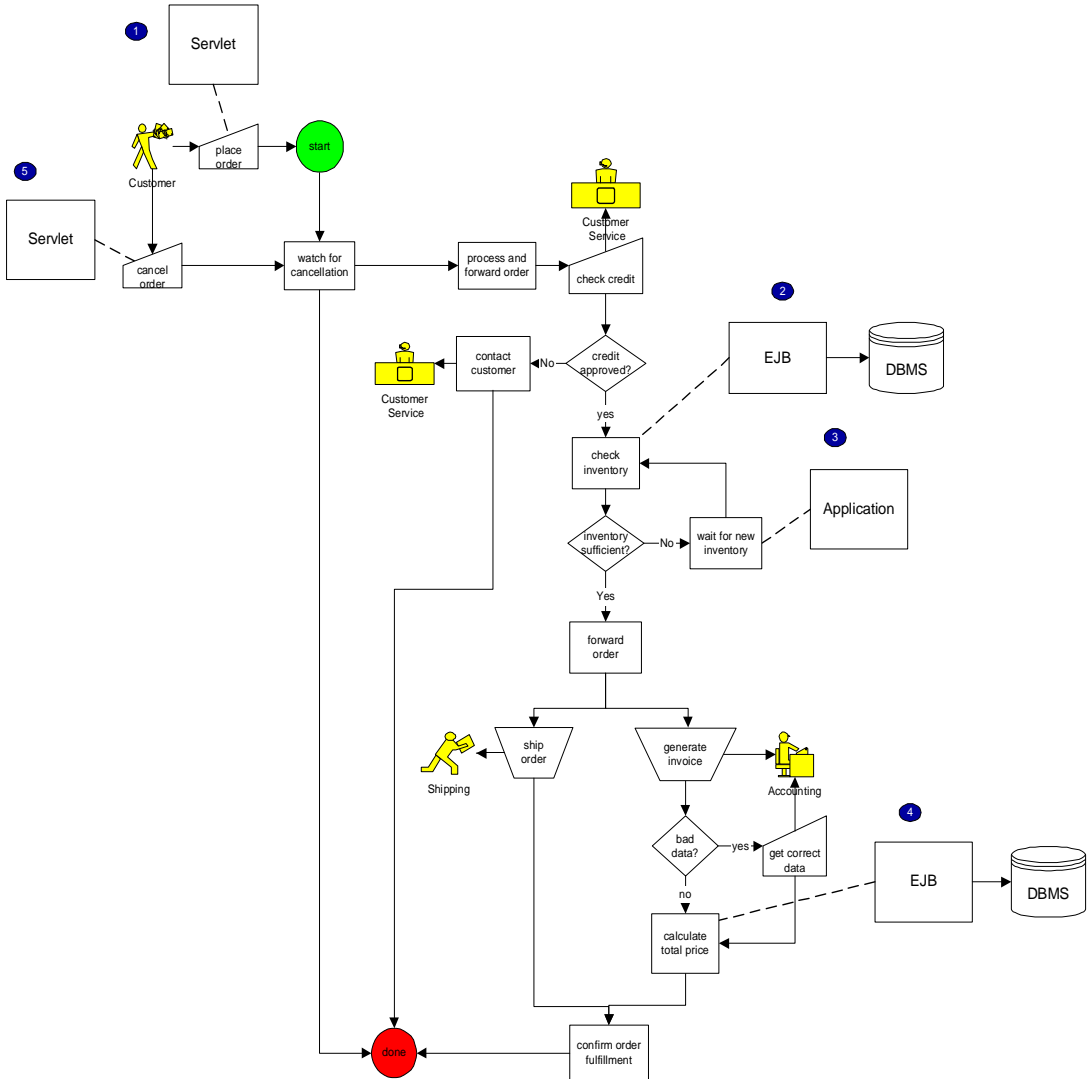 1
Servlet
place
order
start
Customer
5
Servlet
cancel
order
watch for
cancellation
process and
forward order
Customer
Service
check credit
2
EJB
DBMS
credit
approved?
No
contact
customer
Customer
Service
yes
check
inventory
3
Application
inventory
sufficient?
No
wait for new
inventory
Yes
forward
order
ship
order
Shipping
generate
invoice
Accounting
4
bad
data?
yes
get correct
data
EJB
DBMS
no
calculate
total price
done
confirm order
fulfillment